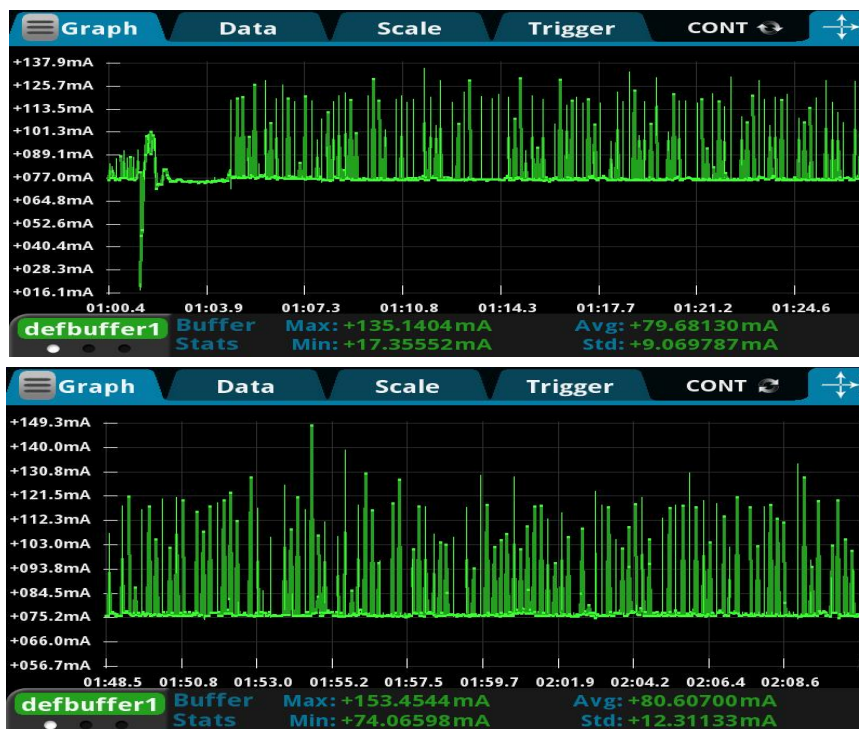 Graph Data Scale Trigger CONT
+137.9mA
+125.7mA
+113.5mA
+101.3mA
+089.1mA
+077.0mA
+064.8mA
+052.6mA
+040.4mA
+028.3mA
+016.1mA
01:00.4 01:03.9 01:07.3 01:10.8 01:14.3 01:17.7 01:21.2 01:24.6
defbuffer1 Buffer Max: +135.1404mA Avg: +79.68130mA
Stats Min: +17.35552mA Std: +9.069787mA
Graph Data Scale Trigger CONT
+149.3mA
+140.0mA
+130.8mA
+121.5mA
+112.3mA
+103.0mA
+093.8mA
+084.5mA
+075.2mA
+066.0mA
+056.7mA
01:48.5 01:50.8 01:53.0 01:55.2 01:57.5 01:59.7 02:01.9 02:04.2 02:06.4 02:08.6
defbuffer1 Buffer Max: +153.4544mA Avg: +80.60700mA
Stats Min: +74.06598mA Std: +12.31133mA